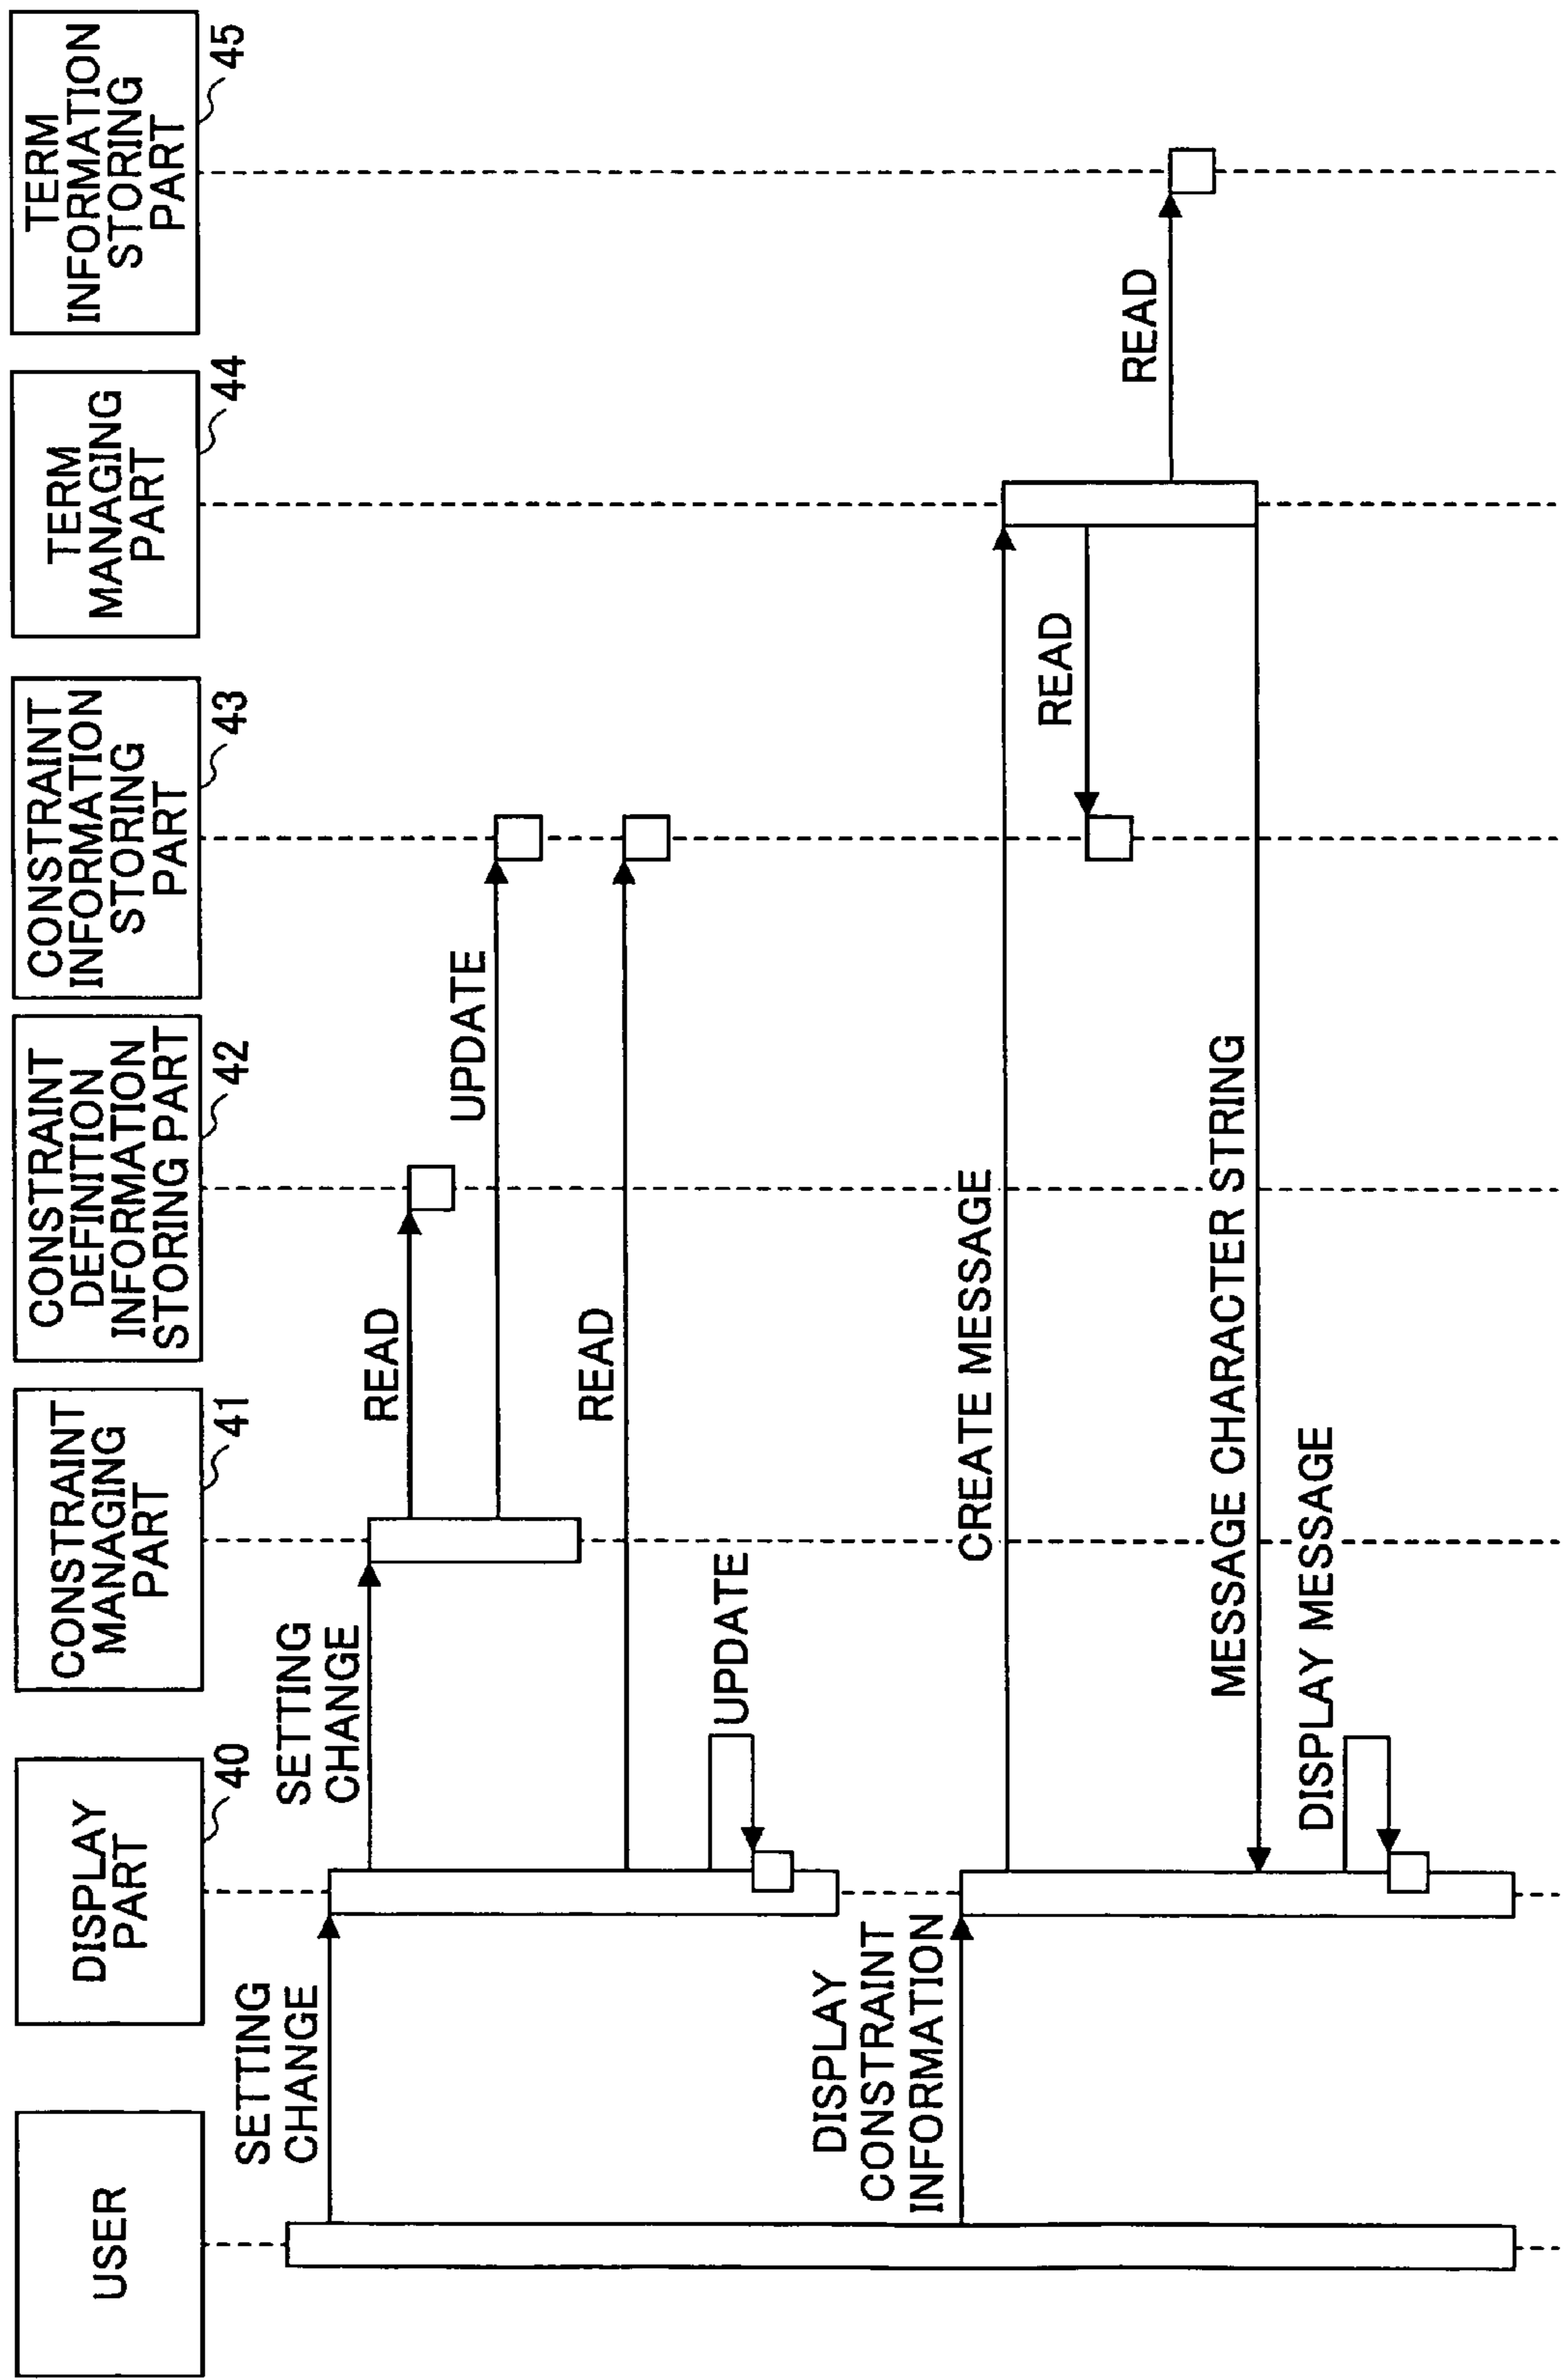 USER
DISPLAY
PART
40
CONSTRAINT
MANAGING
PART
41
CONSTRAINT
DEFINITION
INFORMATION
STORING PART
42
CONSTRAINT
INFORMATION
STORING
PART
43
TERM
MANAGING
PART
44
TERM
INFORMATION
STORING
PART
45
SETTING
CHANGE
SETTING
CHANGE
READ
UPDATE
READ
UPDATE
DISPLAY
CONSTRAINT
INFORMATION
CREATE MESSAGE
READ
READ
MESSAGE CHARACTER STRING
DISPLAY MESSAGE